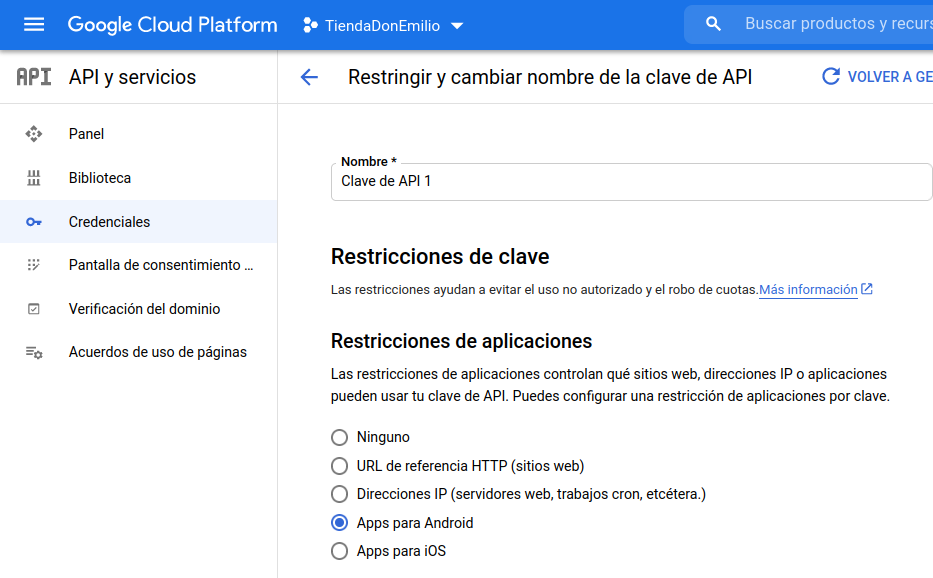 Google Cloud Platform
TiendaDonEmilio
Buscar productos y recurs
API
API y servicios
Restringir y cambiar nombre de la clave de API
VOLVER A GE
Panel
Biblioteca
Credenciales
Pantalla de consentimiento ...
Verificación del dominio
Acuerdos de uso de páginas
Nombre *
Clave de API 1
Restricciones de clave
Las restricciones ayudan a evitar el uso no autorizado y el robo de cuotas.Más información
Restricciones de aplicaciones
Las restricciones de aplicaciones controlan qué sitios web, direcciones IP o aplicaciones
pueden usar tu clave de API. Puedes configurar una restricción de aplicaciones por clave.
Ninguno
URL de referencia HTTP (sitios web)
Direcciones IP (servidores web, trabajos cron, etcétera.)
Apps para Android
Apps para iOS